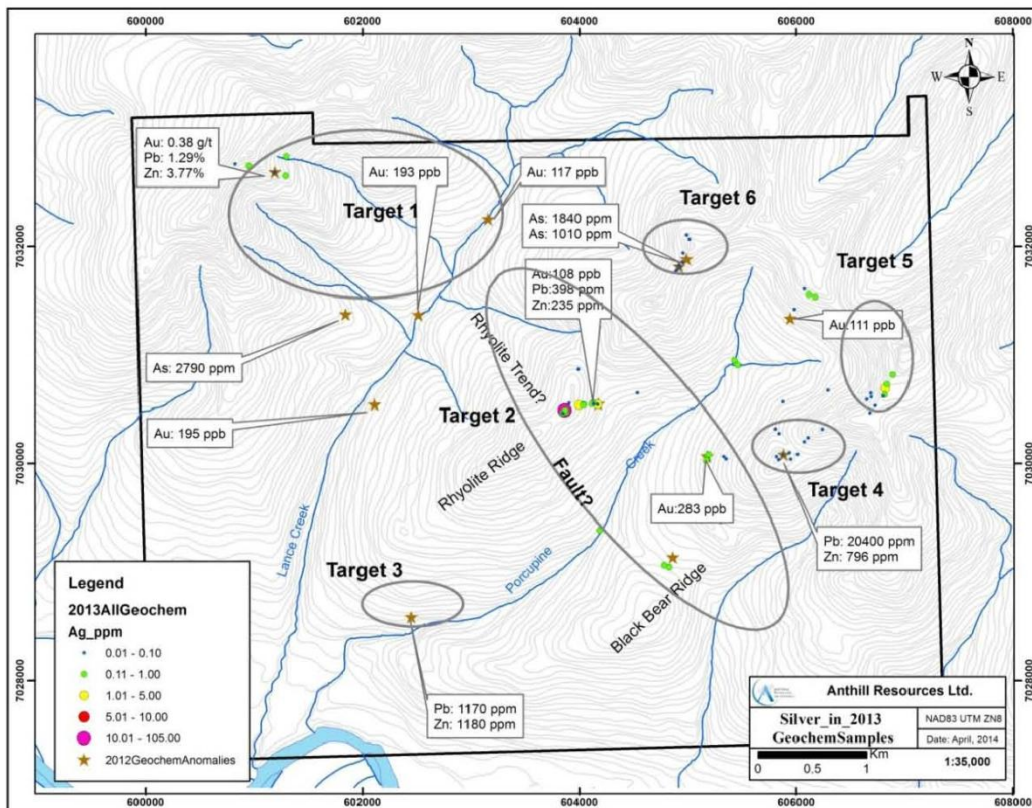 600000
602000
604000
606000
608000
N
W
E
S
Au: 0.38 g/t
Pb: 1.29%
Zn: 3.77%
Au: 193 ppb
Au: 117 ppb
Target 1
Target 6
As: 1840 ppm
As: 1010 ppm
7032000
7032000
Target 5
Au:108 ppb
Pb:398 ppm
Zn:235 ppm
Au:111 ppb
As: 2790 ppm
Rhyolite Trend?
Target 2
Au: 195 ppb
Rhyolite Ridge
Fault?
Creek
7030000
7030000
Target 4
Au:283 ppb
Pb: 20400 ppm
Zn: 796 ppm
Lance Creek
Target 3
Porcupine
Black Bear Ridge
Pb: 1170 ppm
Zn: 1180 ppm
7028000
7028000
Legend
2013AllGeochem
Ag_ppm
0.01 - 0.10
0.11 - 1.00
1.01 - 5.00
5.01 - 10.00
10.01 - 105.00
2012GeochemAnomalies
Anthill Resources Ltd.
Silver_in_2013
GeochemSamples
NAD83 UTM ZN8
Date: April, 2014
Km
0 0.5 1
1:35,000
600000
602000
604000
606000
608000